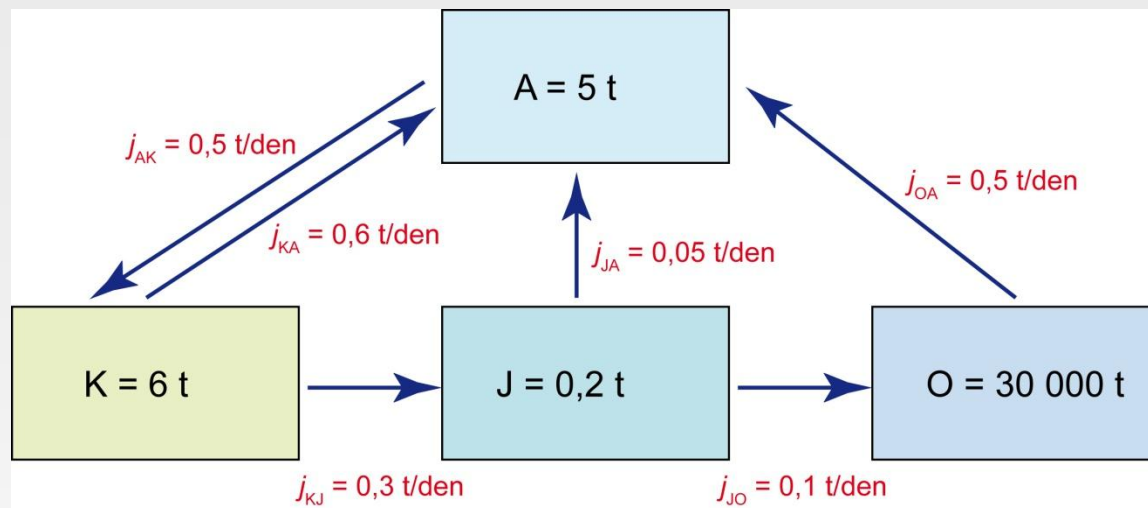 A = 5 t
j_AK = 0,5 t/den
j_OA = 0,5 t/den
j_KA = 0,6 t/den
j_JA = 0,05 t/den
K = 6 t
J = 0,2 t
O = 30 000 t
j_KJ = 0,3 t/den
j_JO = 0,1 t/den